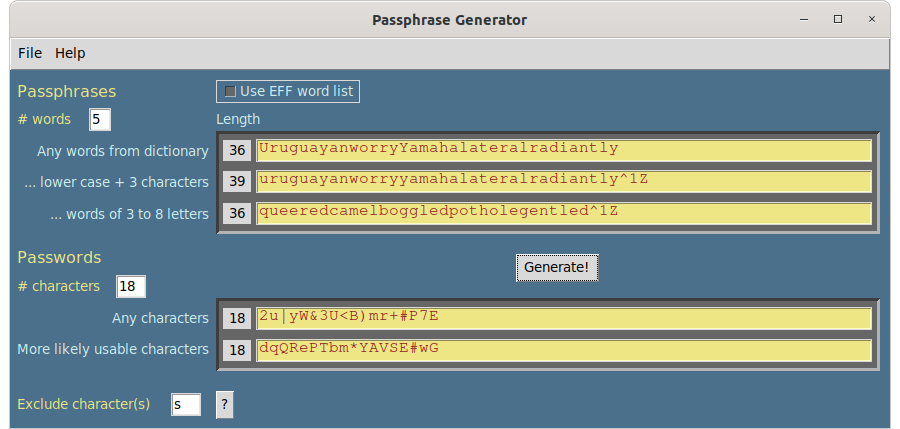 Passphrase Generator
File Help
Passphrases
Use EFF word list
# words 5 Length
Any words from dictionary 36 UruguayanworryYamahalateralradiantly
... lower case + 3 characters 39 uruguayanworryyamahalateralradiantly^1Z
... words of 3 to 8 letters 36 queeredcamelboggledpotholegentled^1Z
Passwords
Generate!
# characters 18
Any characters 18 2u|yW&3U<B)mr+#P7E
More likely usable characters 18 dqQRePTbm*YAVSE#wG
Exclude character(s) s ?